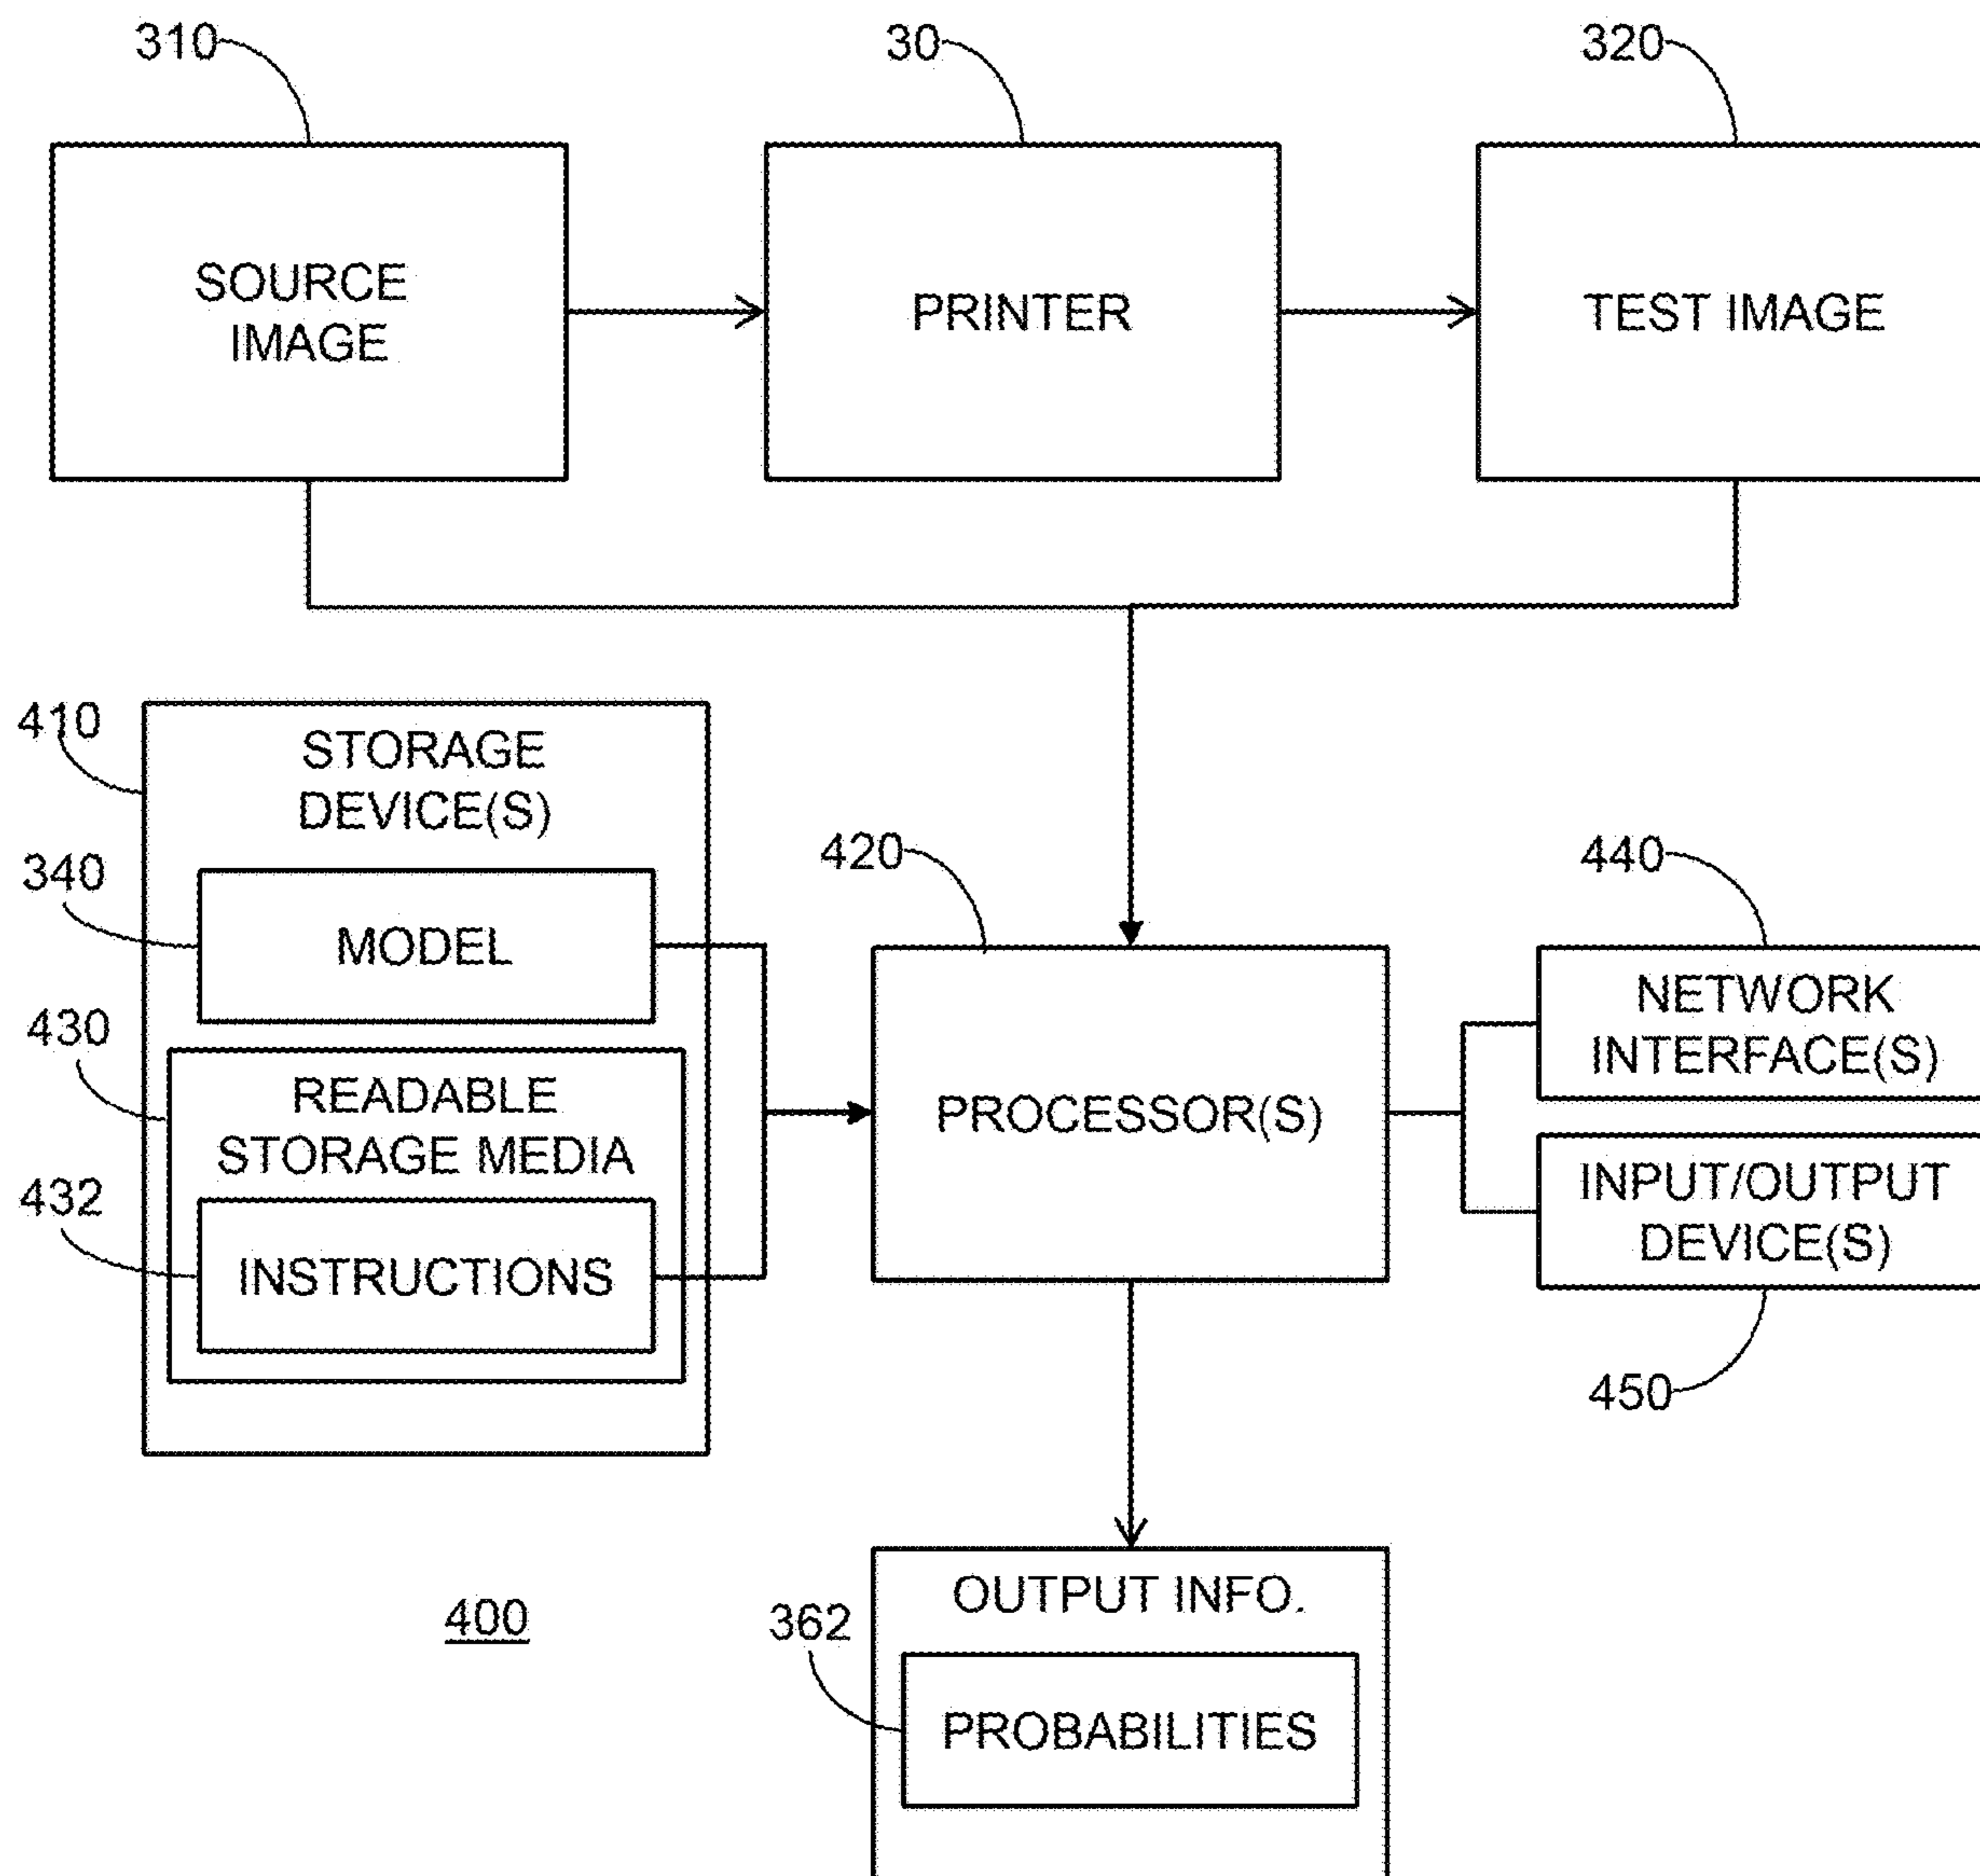 310
30
320
SOURCE
IMAGE
PRINTER
TEST IMAGE
410
STORAGE
DEVICE(S)
340
MODEL
430
READABLE
STORAGE MEDIA
432
INSTRUCTIONS
420
PROCESSOR(S)
440
NETWORK
INTERFACE(S)
INPUT/OUTPUT
DEVICE(S)
450
400
OUTPUT INFO.
362
PROBABILITIES